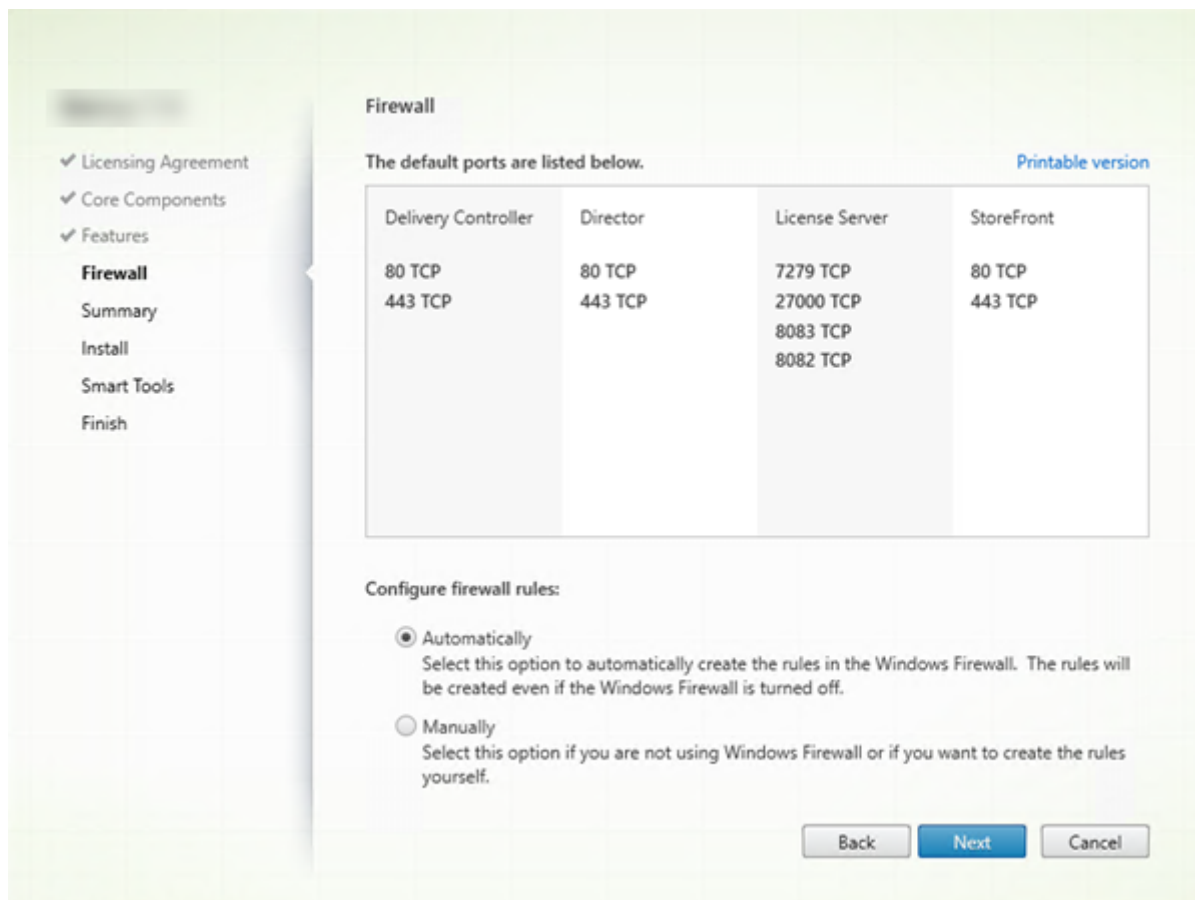 Licensing Agreement
Core Components
Features
Firewall
Summary
Install
Smart Tools
Finish
Firewall
The default ports are listed below.
Printable version
Delivery Controller
80 TCP
443 TCP
Director
80 TCP
443 TCP
License Server
7279 TCP
27000 TCP
8083 TCP
8082 TCP
StoreFront
80 TCP
443 TCP
Configure firewall rules:
Automatically
Select this option to automatically create the rules in the Windows Firewall. The rules will
be created even if the Windows Firewall is turned off.
Manually
Select this option if you are not using Windows Firewall or if you want to create the rules
yourself.
Back
Next
Cancel